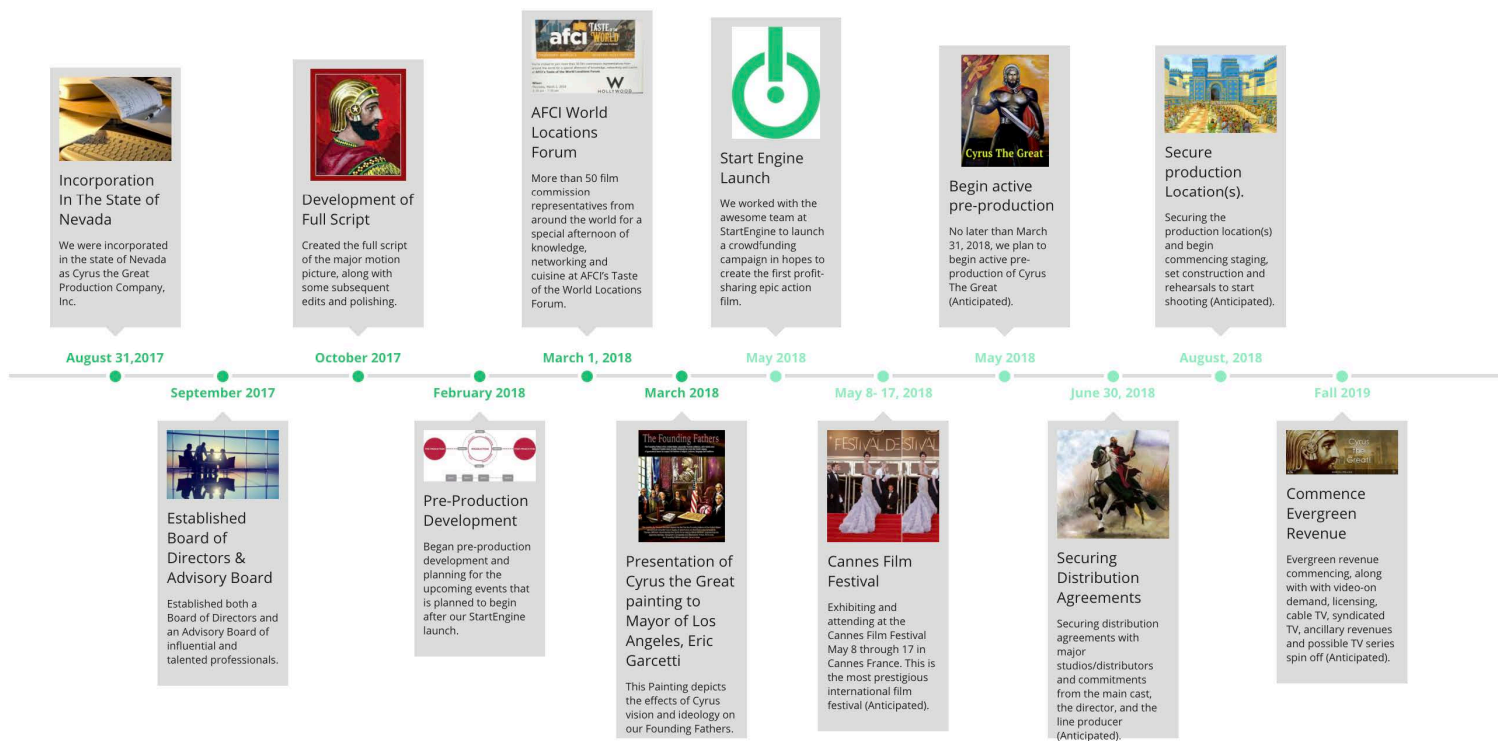 afci
TASTE OF THE
WORLD
W
HOLLYWOOD
Cyrus The Great
Incorporation
In The State of
Nevada
We were incorporated
in the state of Nevada
as Cyrus the Great
Production Company,
Inc.
Development of
Full Script
Created the full script
of the major motion
picture, along with
some subsequent
edits and polishing.
AFCI World
Locations
Forum
More than 50 film
commission
representatives from
around the world for a
special afternoon of
knowledge,
networking and
cuisine at AFCI's Taste
of the World Locations
Forum.
Start Engine
Launch
We worked with the
awesome team at
StartEngine to launch
a crowdfunding
campaign in hopes to
create the first profit-
sharing epic action
film.
Begin active
pre-production
No later than March
31, 2018, we plan to
begin active pre-
production of Cyrus
The Great
(Anticipated).
Secure
production
Location(s).
Securing the
production location(s)
and begin
commencing staging,
set construction and
rehearsals to start
shooting (Anticipated).
August 31,2017
October 2017
March 1, 2018
May 2018
May 2018
August, 2018
September 2017
February 2018
March 2018
May 8- 17, 2018
June 30, 2018
Fall 2019
Established
Board of
Directors &
Advisory Board
Established both a
Board of Directors and
an Advisory Board of
influential and
talented professionals.
Pre-Production
Development
Began pre-production
development and
planning for the
upcoming events that
is planned to begin
after our StartEngine
launch.
The Founding Fathers
Presentation of
Cyrus the Great
painting to
Mayor of Los
Angeles, Eric
Garcetti
This Painting depicts
the effects of Cyrus
vision and ideology on
our Founding Fathers.
FESTIVAL DE STIVAL
Cannes Film
Festival
Exhibiting and
attending at the
Cannes Film Festival
May 8 through 17 in
Cannes France. This is
the most prestigious
international film
festival (Anticipated).
Securing
Distribution
Agreements
Securing distribution
agreements with
major
studios/distributors
and commitments
from the main cast,
the director, and the
line producer
(Anticipated).
Cyrus
The
Great
Commence
Evergreen
Revenue
Evergreen revenue
commencing, along
with with video-on
demand, licensing,
cable TV, syndicated
TV, ancillary revenues
and possible TV series
spin off (Anticipated).